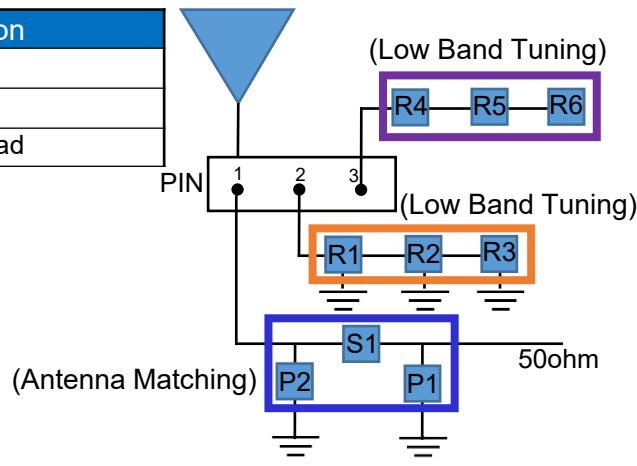 on
ad
(Low Band Tuning)
R4 R5 R6
PIN 1 2 3
(Low Band Tuning)
R1 R2 R3
S1
50ohm
(Antenna Matching) P2 P1